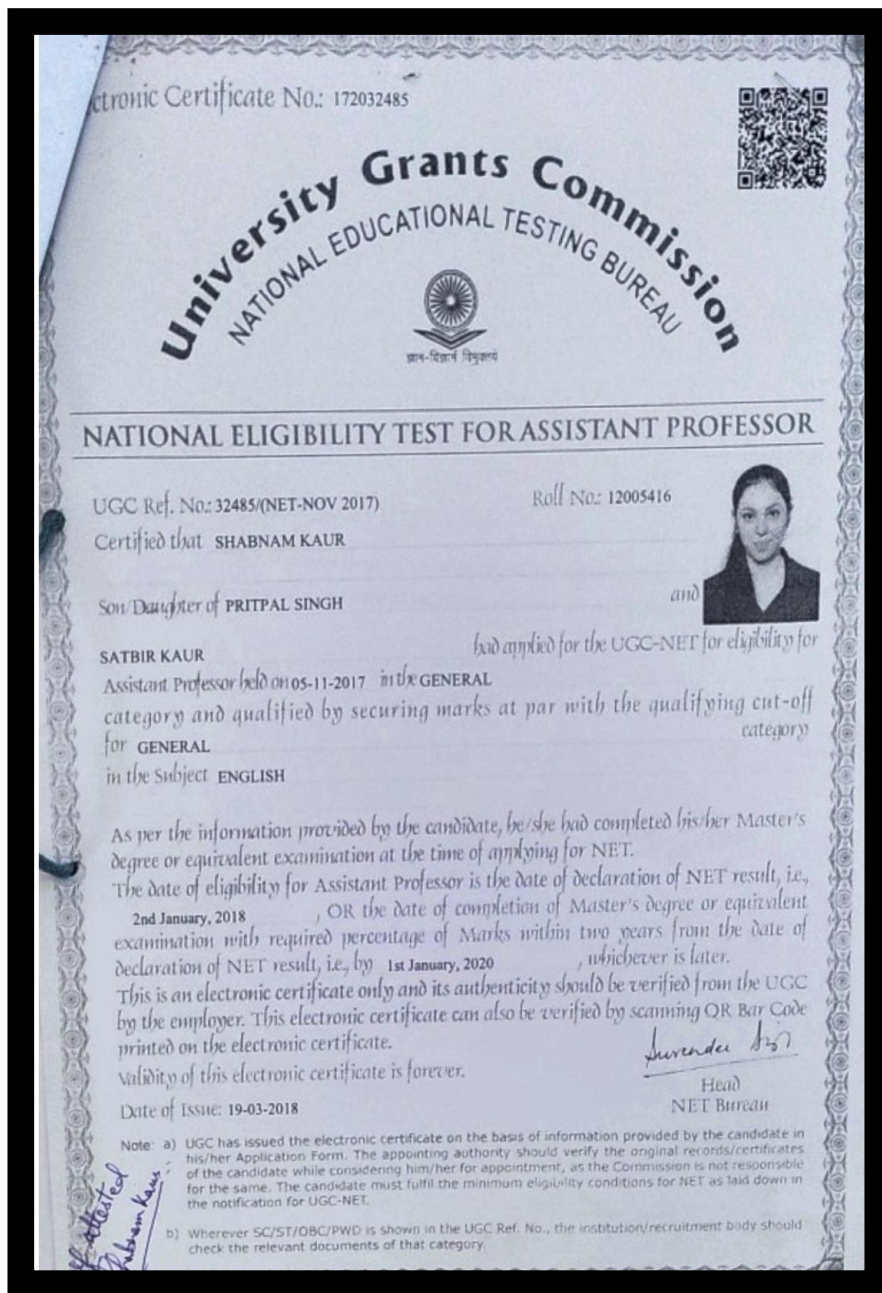 ctronic Certificate No.: 172032485
University Grants Commission
NATIONAL EDUCATIONAL TESTING BUREAU
ज्ञान-विज्ञानं विमुक्तये
NATIONAL ELIGIBILITY TEST FOR ASSISTANT PROFESSOR
UGC Ref. No.: 32485/(NET-NOV 2017) Roll No.: 12005416
Certified that SHABNAM KAUR
Son/Daughter of PRITPAL SINGH and
SATBIR KAUR had applied for the UGC-NET for eligibility for
Assistant Professor held on 05-11-2017 in the GENERAL
category and qualified by securing marks at par with the qualifying cut-off
for GENERAL category
in the Subject ENGLISH
As per the information provided by the candidate, he/she had completed his/her Master's
degree or equivalent examination at the time of applying for NET.
The date of eligibility for Assistant Professor is the date of declaration of NET result, i.e.,
2nd January, 2018 , OR the date of completion of Master's degree or equivalent
examination with required percentage of Marks within two years from the date of
declaration of NET result, i.e., by 1st January, 2020 , whichever is later.
This is an electronic certificate only and its authenticity should be verified from the UGC
by the employer. This electronic certificate can also be verified by scanning QR Bar Code
printed on the electronic certificate.
Validity of this electronic certificate is forever.
Surender
Head
Date of Issue: 19-03-2018 NET Bureau
Note: a) UGC has issued the electronic certificate on the basis of information provided by the candidate in
his/her Application Form. The appointing authority should verify the original records/certificates
of the candidate while considering him/her for appointment, as the Commission is not responsible
for the same. The candidate must fulfil the minimum eligibility conditions for NET as laid down in
the notification for UGC-NET.
b) Wherever SC/ST/OBC/PWD is shown in the UGC Ref. No., the institution/recruitment body should
check the relevant documents of that category.
attested
Shabnam Kaur